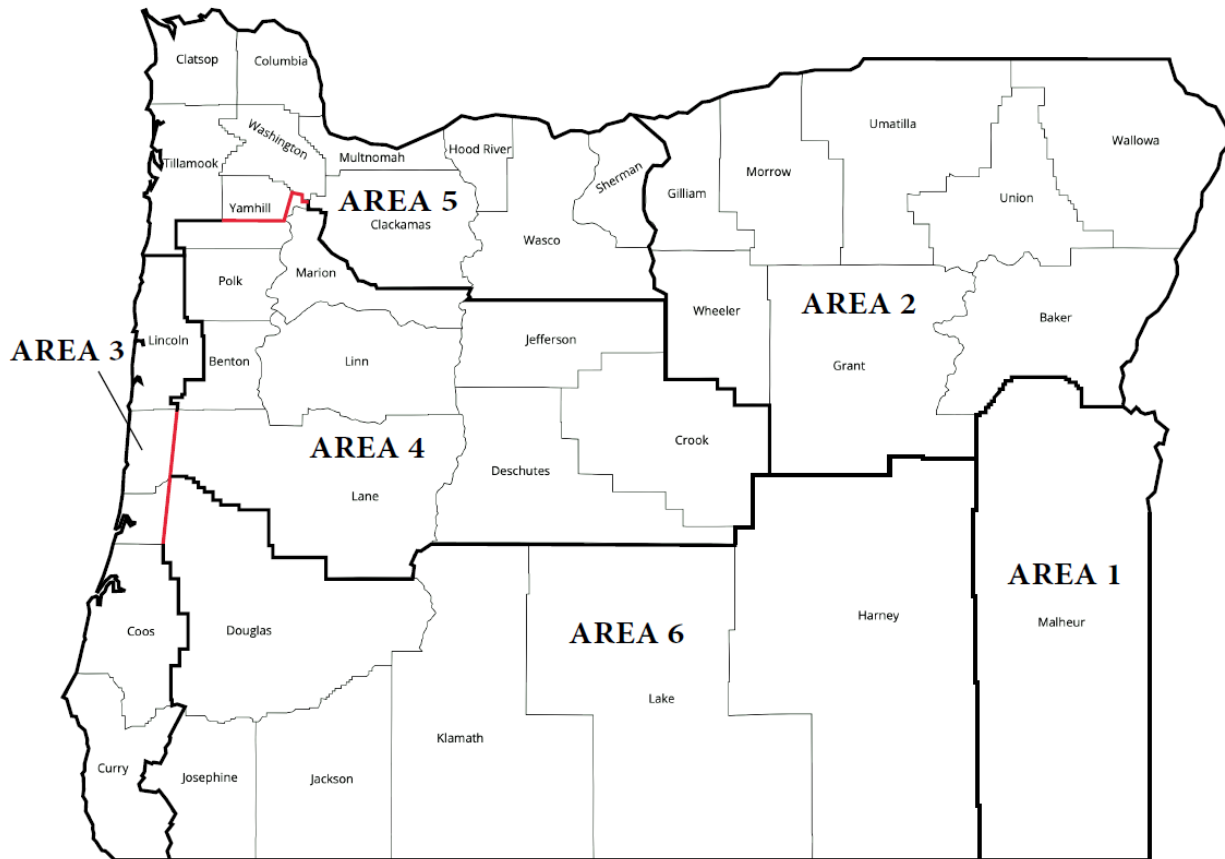 Clatsop
Columbia
Washington
Tillamook
Multnomah
Hood River
Sherman
Gilliam
Morrow
Umatilla
Wallowa
Union
Yamhill
AREA 5
Clackamas
Wasco
Marion
Polk
Wheeler
AREA 2
Baker
Lincoln
Jefferson
AREA 3
Benton
Linn
Grant
Crook
AREA 4
Deschutes
Lane
AREA 1
Harney
Malheur
Coos
Douglas
AREA 6
Lake
Klamath
Curry
Josephine
Jackson